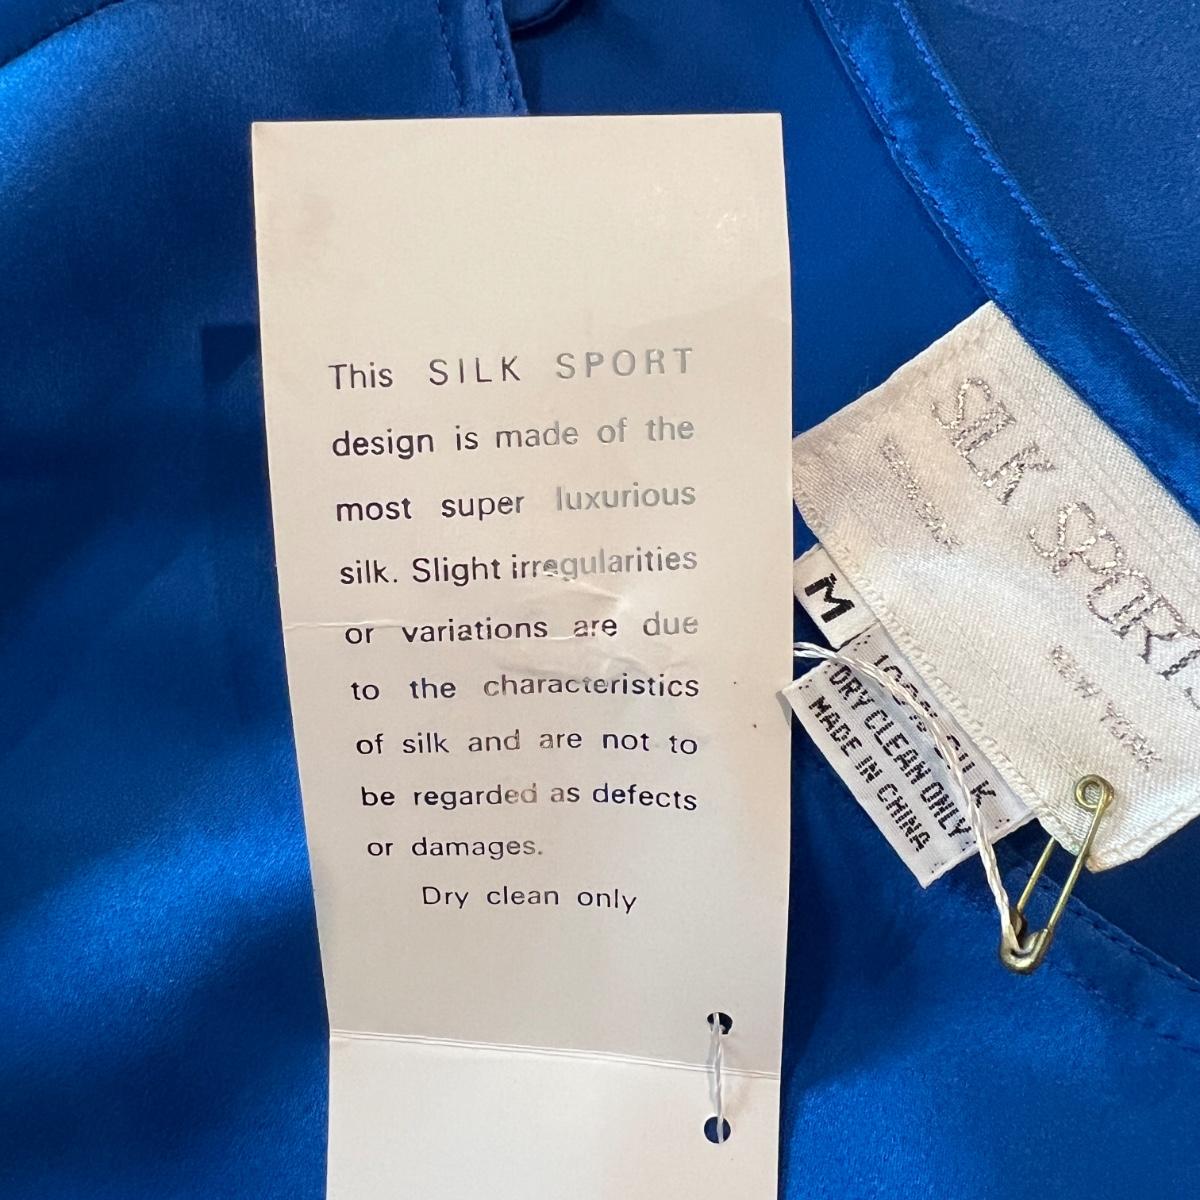 This SILK SPORT
design is made of the
most super luxurious
silk. Slight irregularities
or variations are due
to the characteristics
of silk and are not to
be regarded as defects
or damages.
Dry clean only
SILK SPORT
NEW YORK
M
100% SILK
DRY CLEAN ONLY
MADE IN CHINA